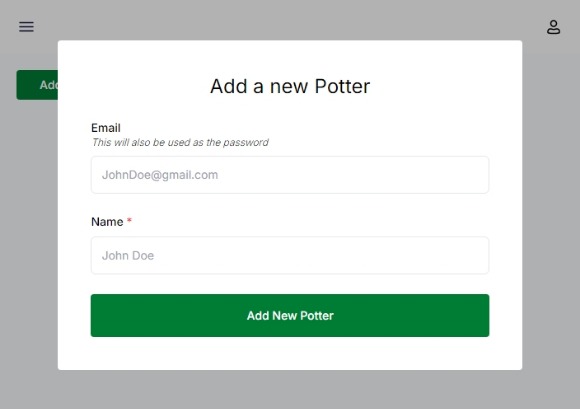 Add
Add a new Potter
Email
This will also be used as the password
JohnDoe@gmail.com
Name *
John Doe
Add New Potter